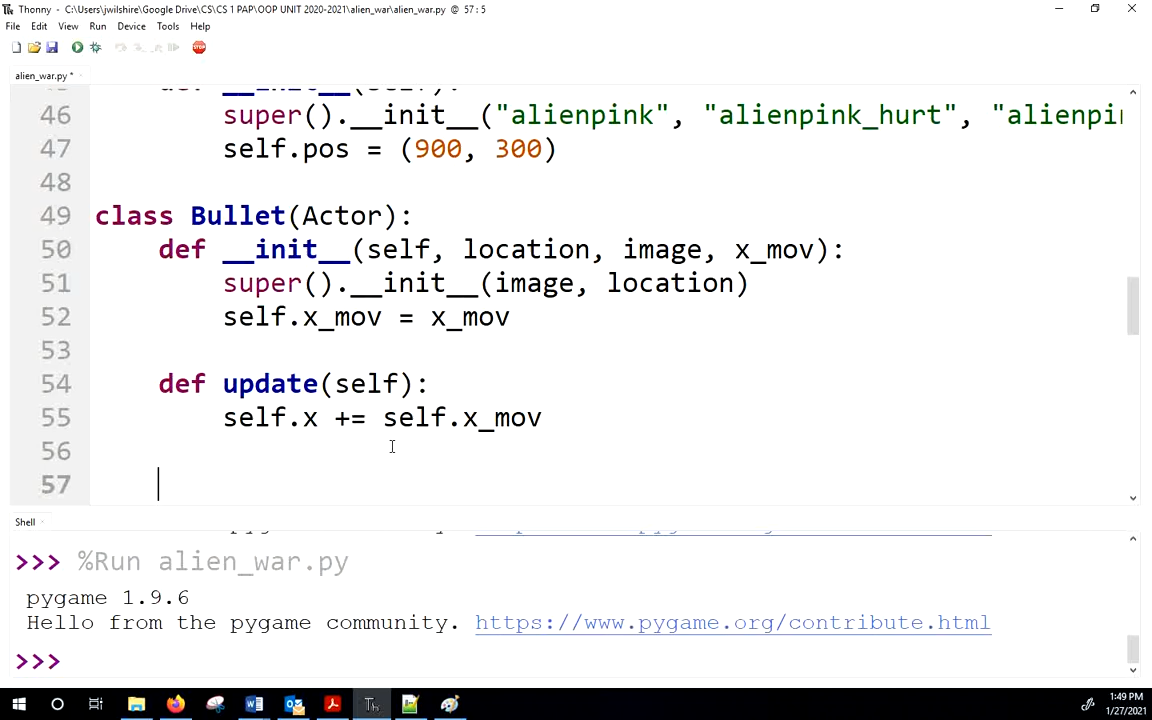 Thonny - C:\Users\jwilshire\Google Drive\CS\CS 1 PAP\OOP UNIT 2020-2021\alien_war\alien_war.py @ 57 : 5
File Edit View Run Device Tools Help
STOP
alien_war.py *
46 super().__init__("alienpink", "alienpink_hurt", "alienpin
47 self.pos = (900, 300)
48
49 class Bullet(Actor):
50 def __init__(self, location, image, x_mov):
51 super().__init__(image, location)
52 self.x_mov = x_mov
53
54 def update(self):
55 self.x += self.x_mov
56
57
Shell
>>> %Run alien_war.py
pygame 1.9.6
Hello from the pygame community. https://www.pygame.org/contribute.html
>>>
1:49 PM
1/27/2021